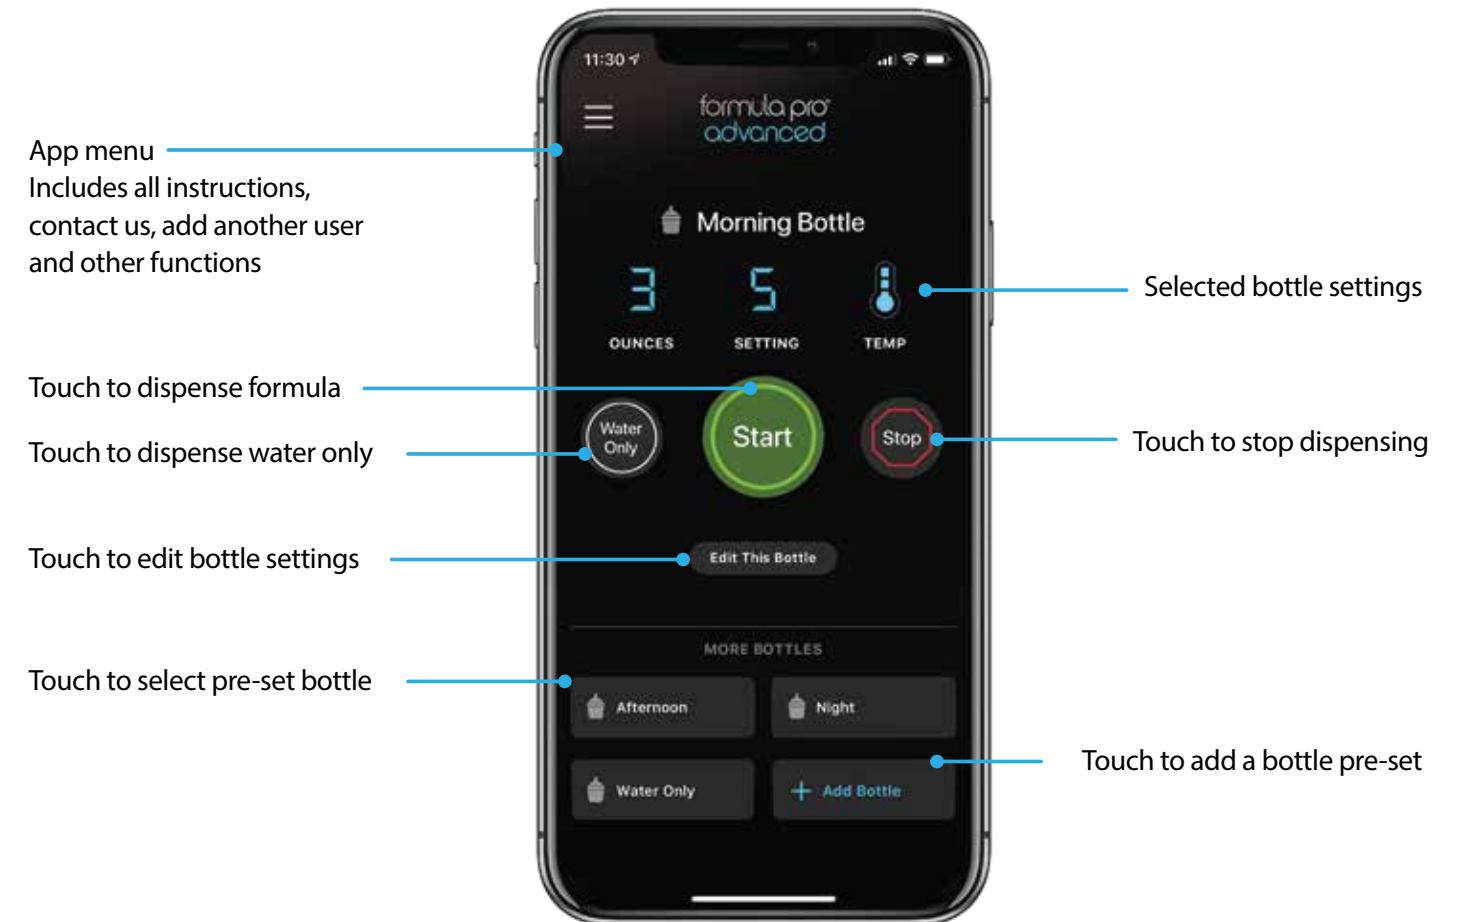 11:30
formula pro®
advanced
App menu
Includes all instructions,
contact us, add another user
and other functions
Morning Bottle
3 5
OUNCES SETTING TEMP
Selected bottle settings
Touch to dispense formula
Touch to dispense water only
Water
Only
Start
Stop
Touch to stop dispensing
Touch to edit bottle settings
Edit This Bottle
MORE BOTTLES
Touch to select pre-set bottle
Afternoon
Night
Touch to add a bottle pre-set
Water Only
+ Add Bottle